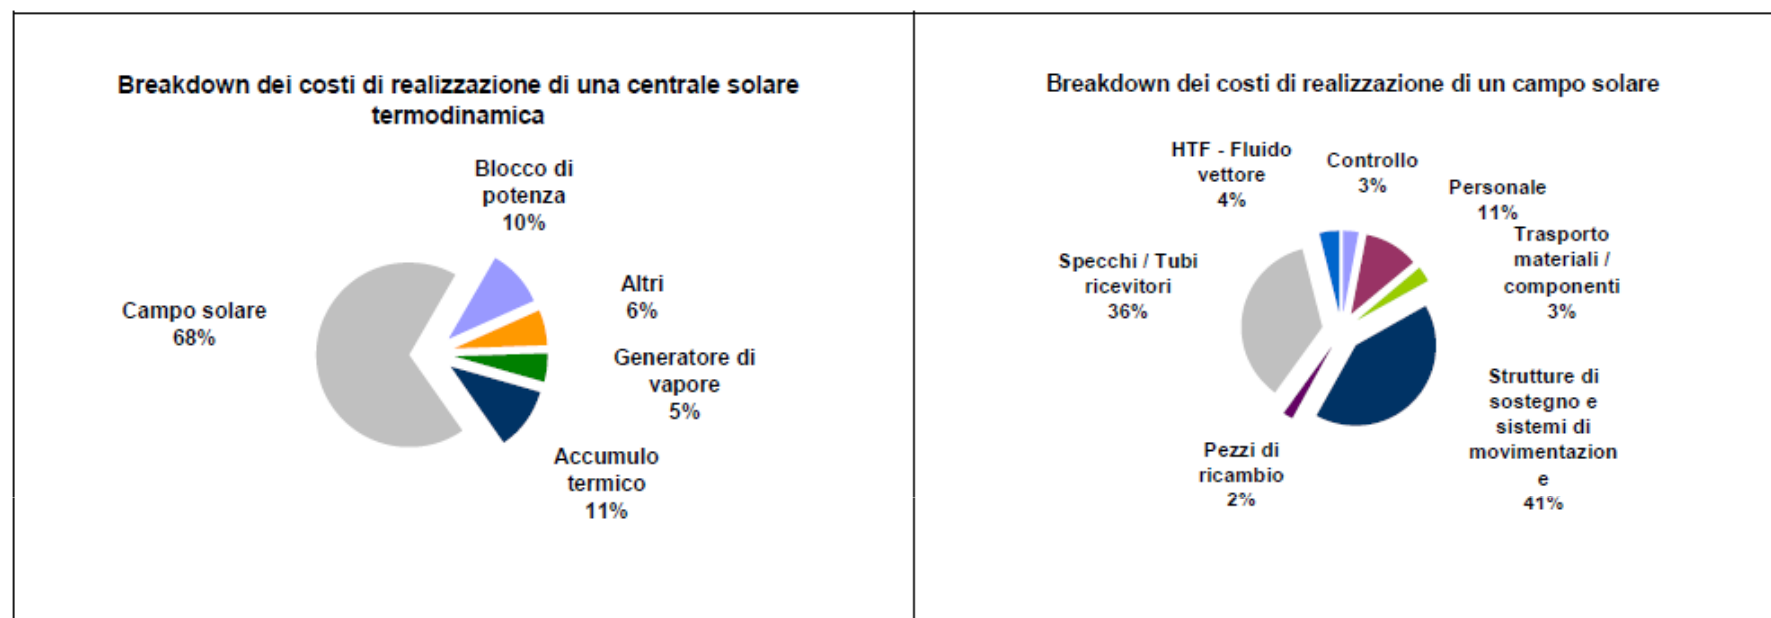 Breakdown dei costi di realizzazione di una centrale solare
termodinamica
Blocco di
potenza
10%
Altri
6%
Campo solare
68%
Generatore di
vapore
5%
Accumulo
termico
11%
Breakdown dei costi di realizzazione di un campo solare
HTF - Fluido
vettore
4%
Controllo
3%
Personale
11%
Trasporto
materiali /
componenti
3%
Specchi / Tubi
ricevitori
36%
Strutture di
sostegno e
sistemi di
movimentazion
e
41%
Pezzi di
ricambio
2%